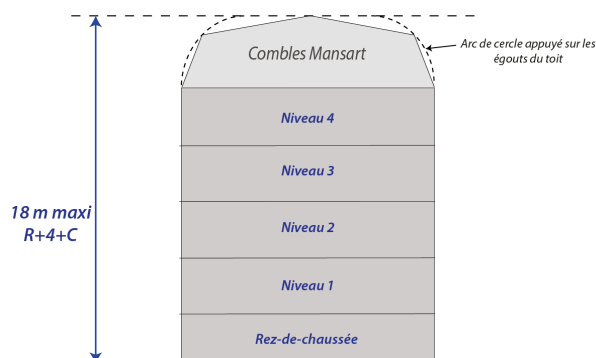 Combles Mansart
Arc de cercle appuyé sur les
égouts du toit
Niveau 4
Niveau 3
18 m maxi
R+4+C
Niveau 2
Niveau 1
Rez-de-chaussée